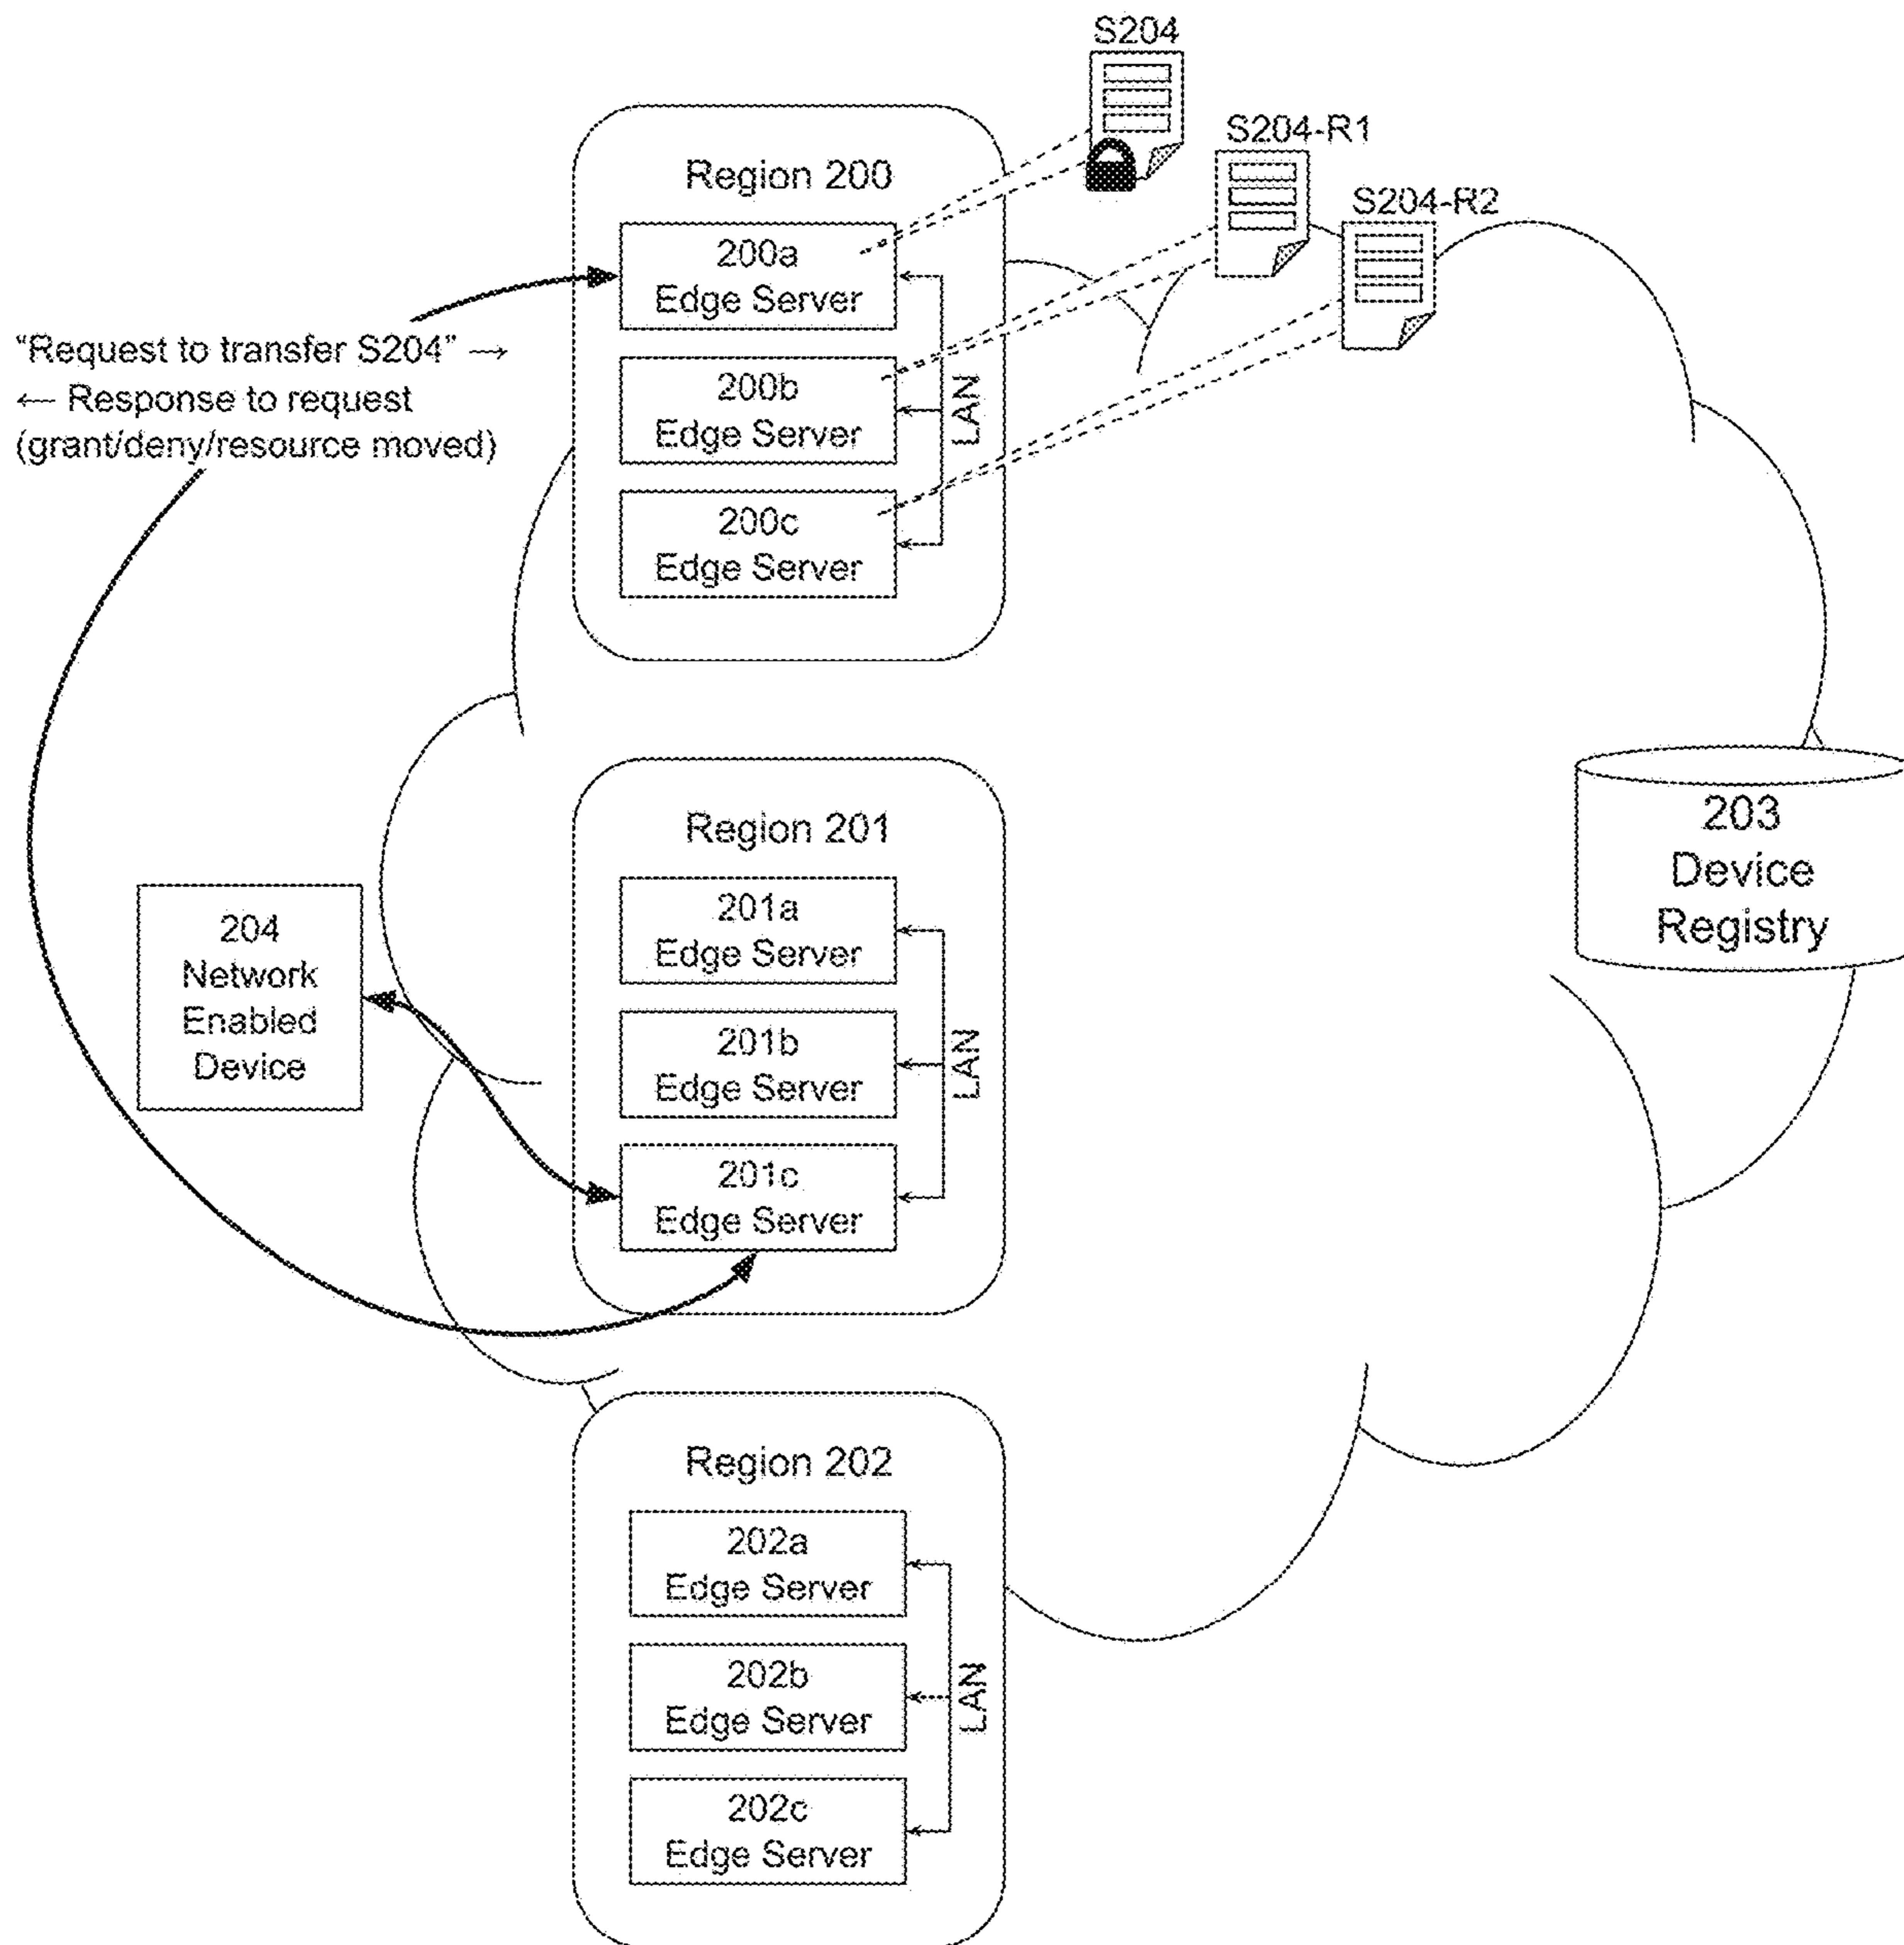 S204
S204-R1
S204-R2
Region 200
200a
Edge Server
200b
Edge Server
200c
Edge Server
LAN
“Request to transfer S204” →
← Response to request
(grant/deny/resource moved)
Region 201
201a
Edge Server
201b
Edge Server
201c
Edge Server
LAN
203
Device
Registry
204
Network
Enabled
Device
Region 202
202a
Edge Server
202b
Edge Server
202c
Edge Server
LAN